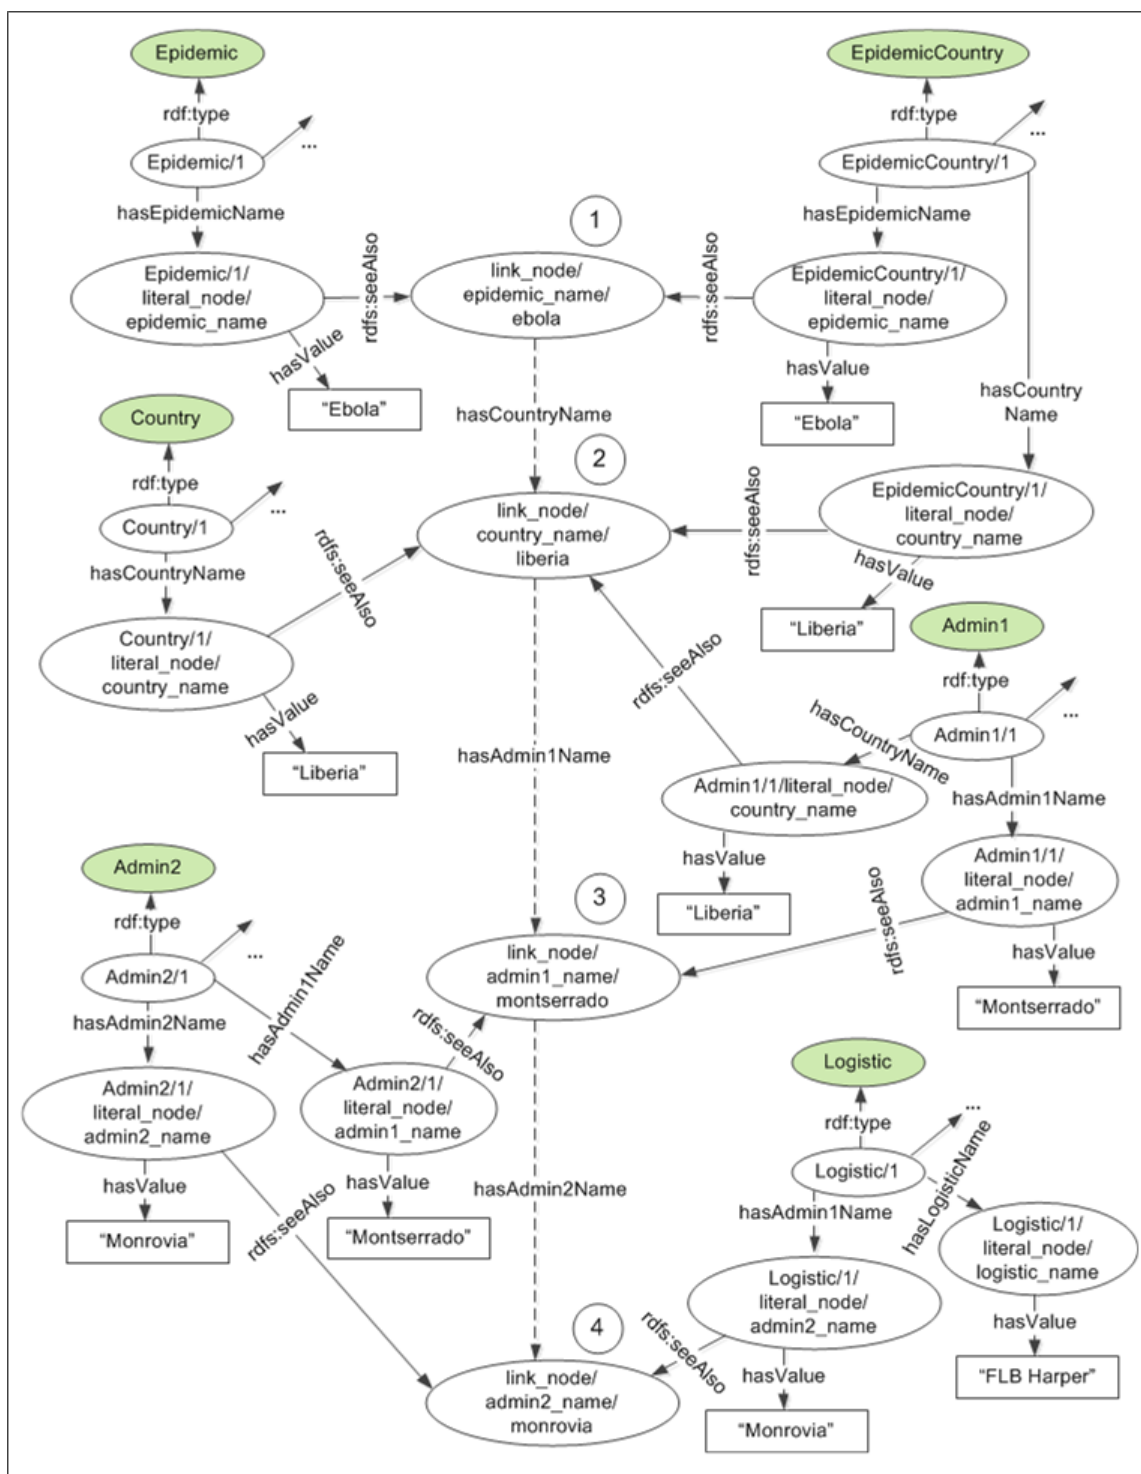 Epidemic
EpidemicCountry
rdf:type
rdf:type
...
...
Epidemic/1
EpidemicCountry/1
hasEpidemicName
hasEpidemicName
1
Epidemic/1/
literal_node/
epidemic_name
rdfs:seeAlso
link_node/
epidemic_name/
ebola
rdfs:seeAlso
EpidemicCountry/1/
literal_node/
epidemic_name
hasValue
hasValue
"Ebola"
"Ebola"
hasCountry
Name
hasCountryName
Country
2
rdf:type
...
Country/1
link_node/
country_name/
liberia
rdfs:seeAlso
EpidemicCountry/1/
literal_node/
country_name
hasCountryName
rdfs:seeAlso
hasValue
"Liberia"
Country/1/
literal_node/
country_name
Admin1
rdfs:seeAlso
rdf:type
...
hasValue
hasCountryName
Admin1/1
hasAdmin1Name
"Liberia"
Admin1/1/literal_node/
country_name
hasAdmin1Name
hasValue
"Liberia"
Admin1/1/
literal_node/
admin1_name
Admin2
3
rdf:type
...
rdfs:seeAlso
hasValue
Admin2/1
hasAdmin1Name
link_node/
admin1_name/
montserrado
"Montserrado"
hasAdmin2Name
rdfs:seeAlso
Logistic
Admin2/1/
literal_node/
admin2_name
Admin2/1/
literal_node/
admin1_name
rdf:type
...
hasValue
hasValue
hasAdmin2Name
Logistic/1
hasLogisticName
hasAdmin1Name
"Monrovia"
rdfs:seeAlso
"Montserrado"
Logistic/1/
literal_node/
logistic_name
Logistic/1/
literal_node/
admin2_name
4
rdfs:seeAlso
hasValue
hasValue
link_node/
admin2_name/
monrovia
"FLB Harper"
"Monrovia"